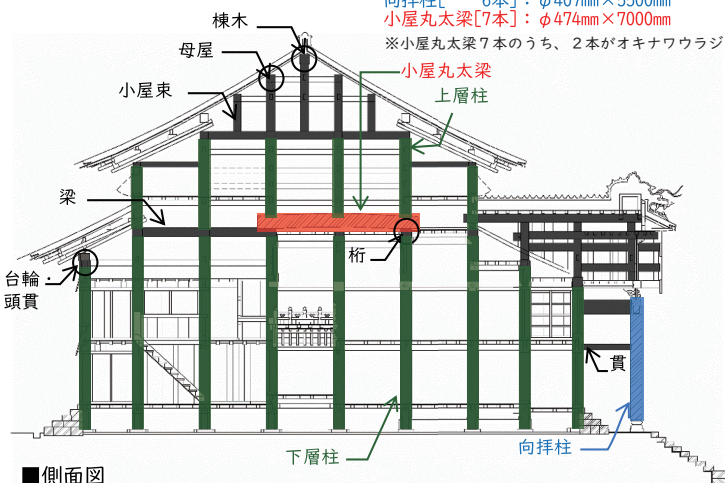 小屋丸太梁[7本]：φ474mm×7000mm
※小屋丸太梁７本のうち、２本がオキナワウラジ
棟木
母屋
小屋束
小屋丸太梁
上層柱
梁
桁
台輪・
頭貫
貫
下層柱
向拝柱
■側面図